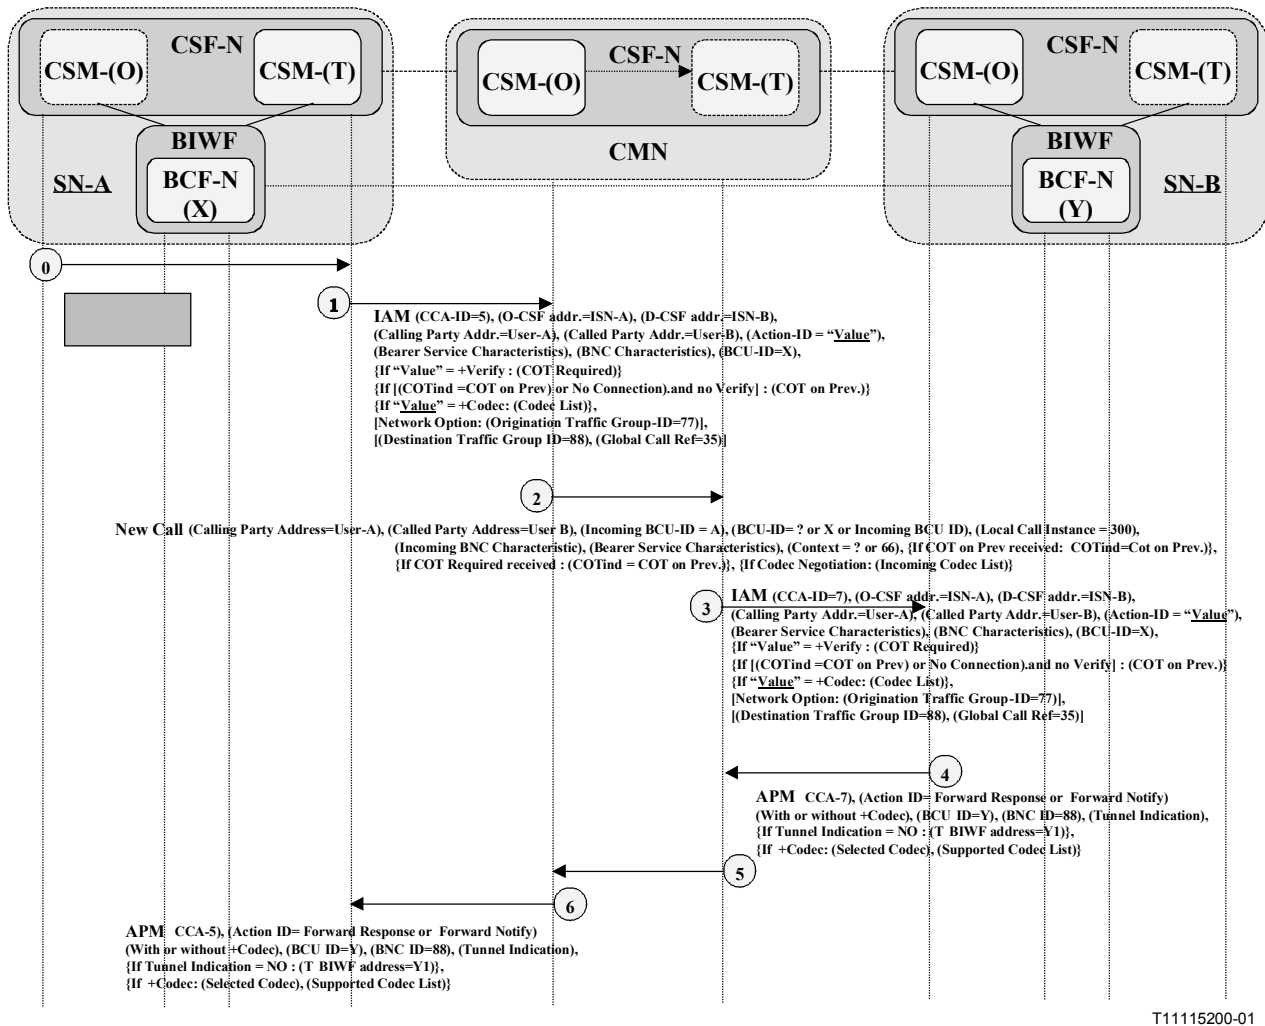 CSF-N
CSM-(O)
CSM-(T)
BIWF
SN-A
BCF-N
(X)
CSF-N
CSM-(O)
CSM-(T)
CMN
CSF-N
CSM-(O)
CSM-(T)
BIWF
BCF-N
(Y)
SN-B
0
1
IAM (CCA-ID=5), (O-CSF addr.=ISN-A), (D-CSF addr.=ISN-B),
(Calling Party Addr.=User-A), (Called Party Addr.=User-B), (Action-ID = “Value”),
(Bearer Service Characteristics), (BNC Characteristics), (BCU-ID=X),
{If “Value” = +Verify : (COT Required)}
{If [(COTind =COT on Prev) or No Connection).and no Verify] : (COT on Prev.)}
{If “Value” = +Codec: (Codec List)},
[Network Option: (Origination Traffic Group-ID=77)],
[(Destination Traffic Group ID=88), (Global Call Ref=35)]
2
New Call (Calling Party Address=User-A), (Called Party Address=User B), (Incoming BCU-ID = A), (BCU-ID= ? or X or Incoming BCU ID), (Local Call Instance = 300),
(Incoming BNC Characteristic), (Bearer Service Characteristics), (Context = ? or 66), {If COT on Prev received: COTind=Cot on Prev.)},
{If COT Required received : (COTind = COT on Prev.)}, {If Codec Negotiation: (Incoming Codec List)}
3
IAM (CCA-ID=7), (O-CSF addr.=ISN-A), (D-CSF addr.=ISN-B),
(Calling Party Addr.=User-A), (Called Party Addr.=User-B), (Action-ID = “Value”),
(Bearer Service Characteristics), (BNC Characteristics), (BCU-ID=X),
{If “Value” = +Verify : (COT Required)}
{If [(COTind =COT on Prev) or No Connection).and no Verify] : (COT on Prev.)}
{If “Value” = +Codec: (Codec List)},
[Network Option: (Origination Traffic Group-ID=77)],
[(Destination Traffic Group ID=88), (Global Call Ref=35)]
4
APM CCA-7), (Action ID= Forward Response or Forward Notify)
(With or without +Codec), (BCU ID=Y), (BNC ID=88), (Tunnel Indication),
{If Tunnel Indication = NO : (T BIWF address=Y1)},
{If +Codec: (Selected Codec), (Supported Codec List)}
5
6
APM CCA-5), (Action ID= Forward Response or Forward Notify)
(With or without +Codec), (BCU ID=Y), (BNC ID=88), (Tunnel Indication),
{If Tunnel Indication = NO : (T BIWF address=Y1)},
{If +Codec: (Selected Codec), (Supported Codec List)}
T11115200-01